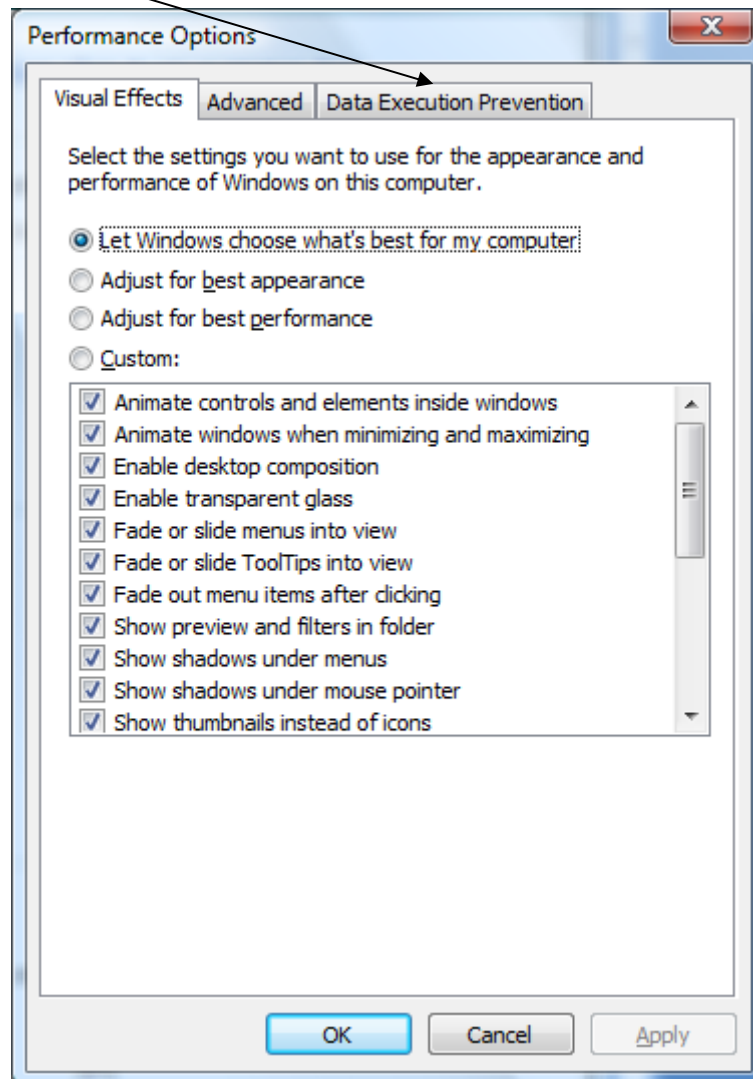 Performance Options
Visual Effects Advanced Data Execution Prevention
Select the settings you want to use for the appearance and
performance of Windows on this computer.
Let Windows choose what's best for my computer
Adjust for best appearance
Adjust for best performance
Custom:
Animate controls and elements inside windows
Animate windows when minimizing and maximizing
Enable desktop composition
Enable transparent glass
Fade or slide menus into view
Fade or slide ToolTips into view
Fade out menu items after clicking
Show preview and filters in folder
Show shadows under menus
Show shadows under mouse pointer
Show thumbnails instead of icons
OK Cancel Apply